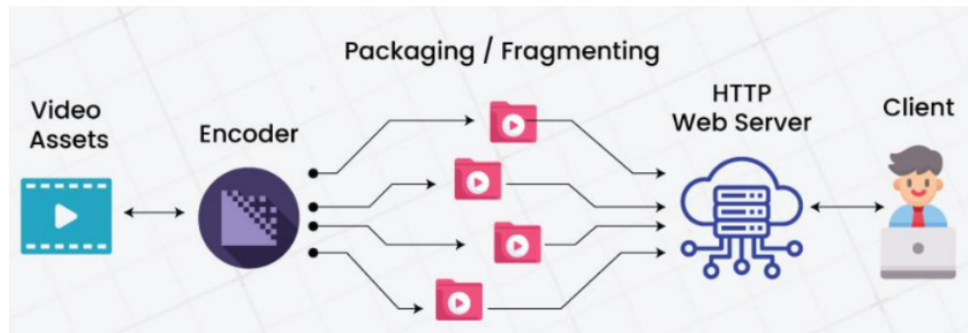 Packaging / Fragmenting
Video
Assets
Encoder
HTTP
Web Server
Client